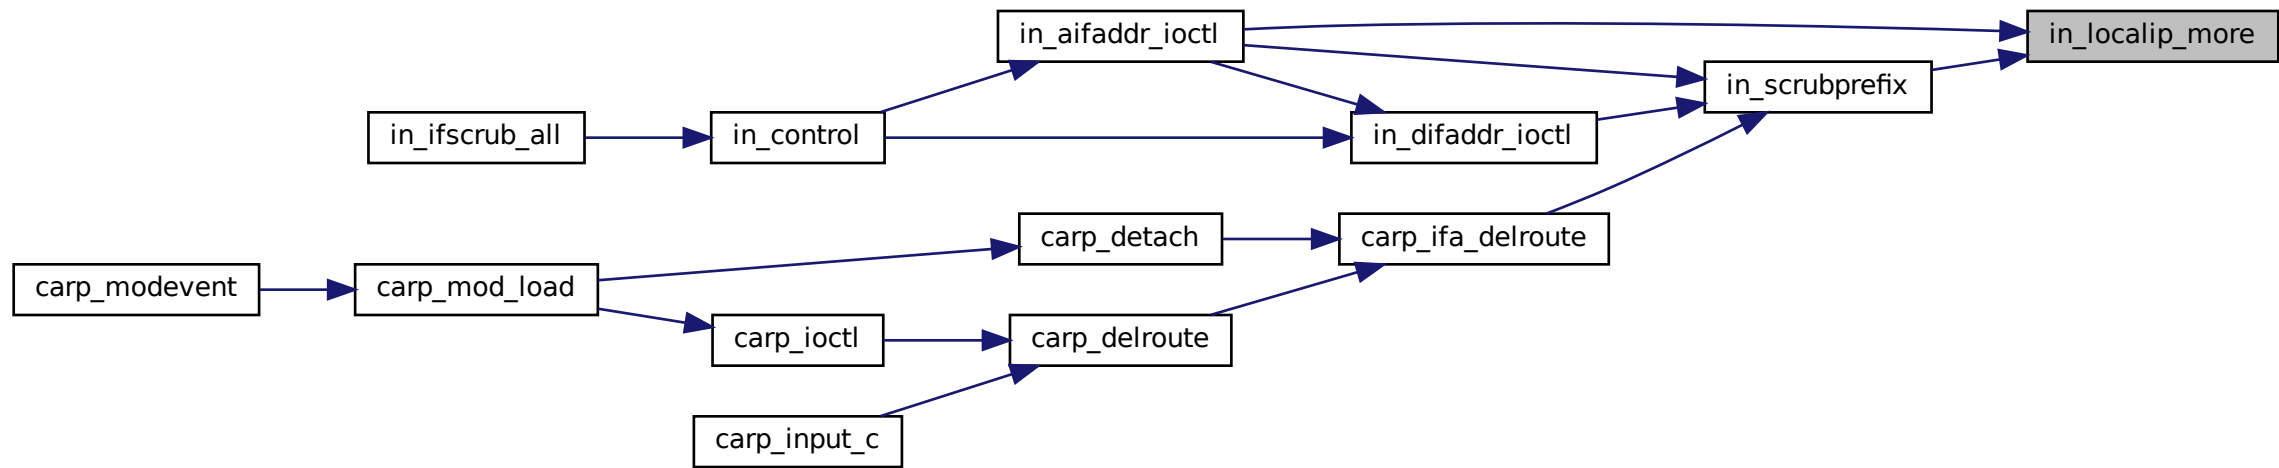 in_aifaddr_ioctl
in_localip_more
in_scrubprefix
in_ifscrub_all
in_control
in_difaddr_ioctl
carp_detach
carp_ifa_delroute
carp_modevent
carp_mod_load
carp_ioctl
carp_delroute
carp_input_c